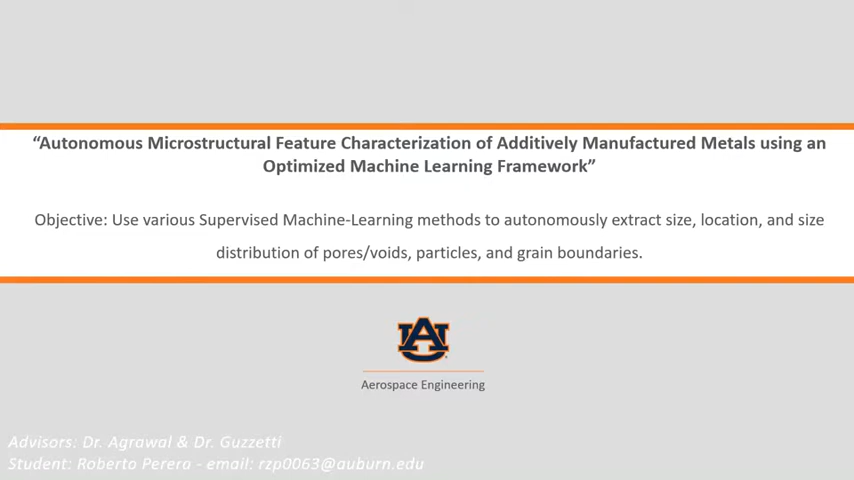 “Autonomous Microstructural Feature Characterization of Additively Manufactured Metals using an
Optimized Machine Learning Framework”
Objective: Use various Supervised Machine-Learning methods to autonomously extract size, location, and size
distribution of pores/voids, particles, and grain boundaries.
AU
Aerospace Engineering
Advisors: Dr. Agrawal & Dr. Guzzetti
Student: Roberto Perera - email: rzp0063@auburn.edu